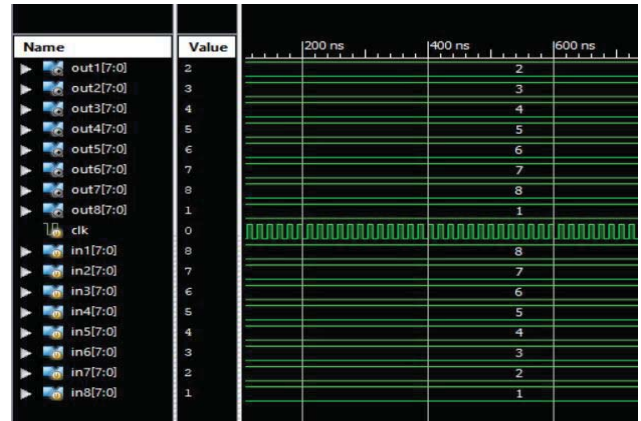 Name Value 200 ns 400 ns 600 ns
out1[7:0] 2 2
out2[7:0] 3 3
out3[7:0] 4 4
out4[7:0] 5 5
out5[7:0] 6 6
out6[7:0] 7 7
out7[7:0] 8 8
out8[7:0] 1 1
clk 0
in1[7:0] 8 8
in2[7:0] 7 7
in3[7:0] 6 6
in4[7:0] 5 5
in5[7:0] 4 4
in6[7:0] 3 3
in7[7:0] 2 2
in8[7:0] 1 1